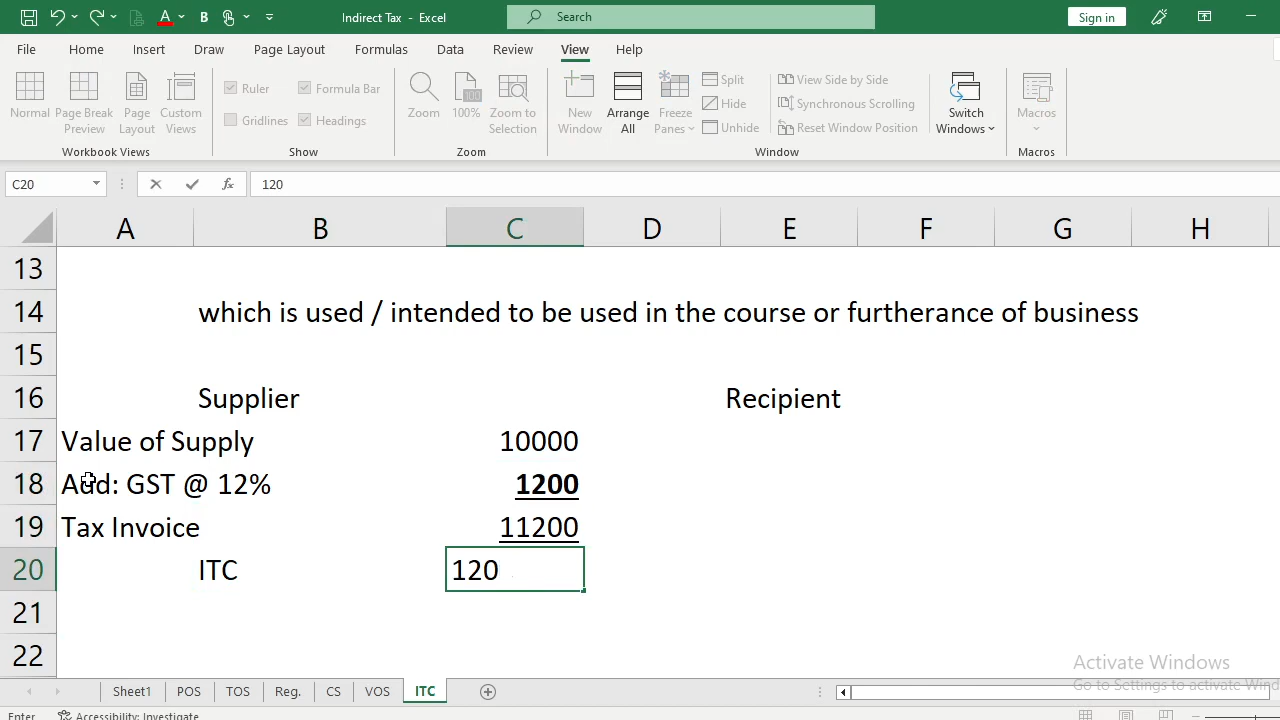 Indirect Tax - Excel
Search
Sign in
File Home Insert Draw Page Layout Formulas Data Review View Help
Normal
Page Break Preview
Page Layout
Custom Views
Workbook Views
Ruler
Formula Bar
Gridlines
Headings
Show
Zoom
100%
Zoom to Selection
Zoom
New Window
Arrange All
Freeze Panes
Split
Hide
Unhide
View Side by Side
Synchronous Scrolling
Reset Window Position
Window
Switch Windows
Macros
Macros
C20 fx 120
A B C D E F G H
13
14 which is used / intended to be used in the course or furtherance of business
15
16 Supplier Recipient
17 Value of Supply 10000
18 Add: GST @ 12% 1200
19 Tax Invoice 11200
20 ITC 120
21
22
Activate Windows
Go to Settings to activate Wind
Sheet1 POS TOS Reg. CS VOS ITC
Enter Accessibility: Investigate